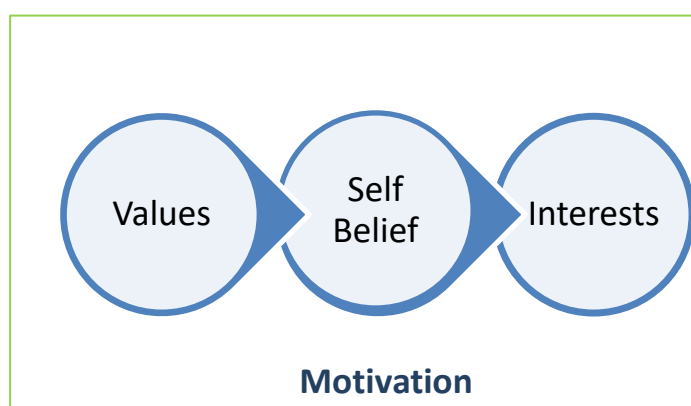 Values
Self
Belief
Interests
Motivation